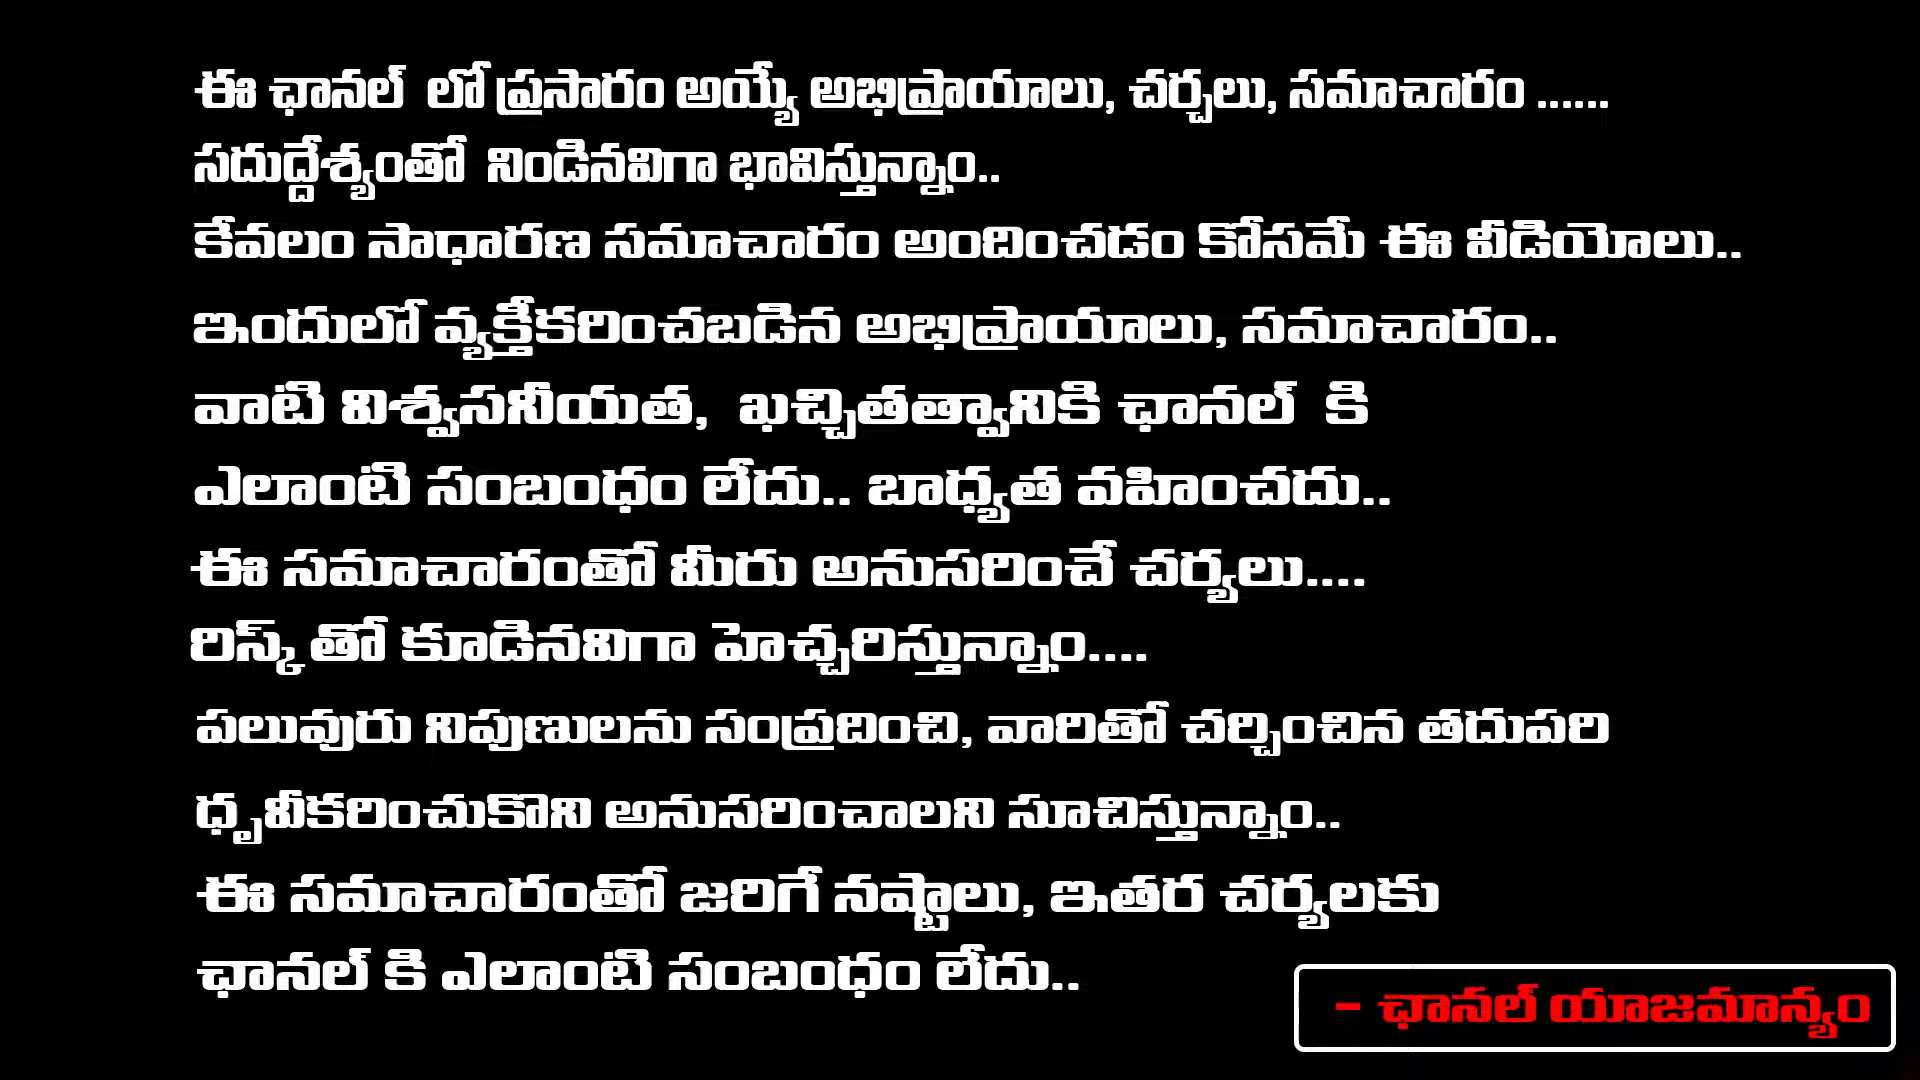 ఈ ఛానల్ లో ప్రసారం అయ్యే అభిప్రాయాలు, చర్చలు, సమాచారం ......
సదుద్దేశ్యంతో నిండినవిగా భావిస్తున్నాం..
కేవలం సాధారణ సమాచారం అందించడం కోసమే ఈ వీడియోలు..
ఇందులో వ్యక్తీకరించబడిన అభిప్రాయాలు, సమాచారం..
వాటి విశ్వసనీయత, ఖచ్చితత్వానికి ఛానల్ కి
ఎలాంటి సంబంధం లేదు.. బాధ్యత వహించదు..
ఈ సమాచారంతో మీరు అనుసరించే చర్యలు....
రిస్క్ తో కూడినవిగా హెచ్చరిస్తున్నాం....
పలువురు నిపుణులను సంప్రదించి, వారితో చర్చించిన తదుపరి
ధృవీకరించుకొని అనుసరించాలని సూచిస్తున్నాం..
ఈ సమాచారంతో జరిగే నష్టాలు, ఇతర చర్యలకు
ఛానల్ కి ఎలాంటి సంబంధం లేదు..
- ఛానల్ యాజమాన్యం